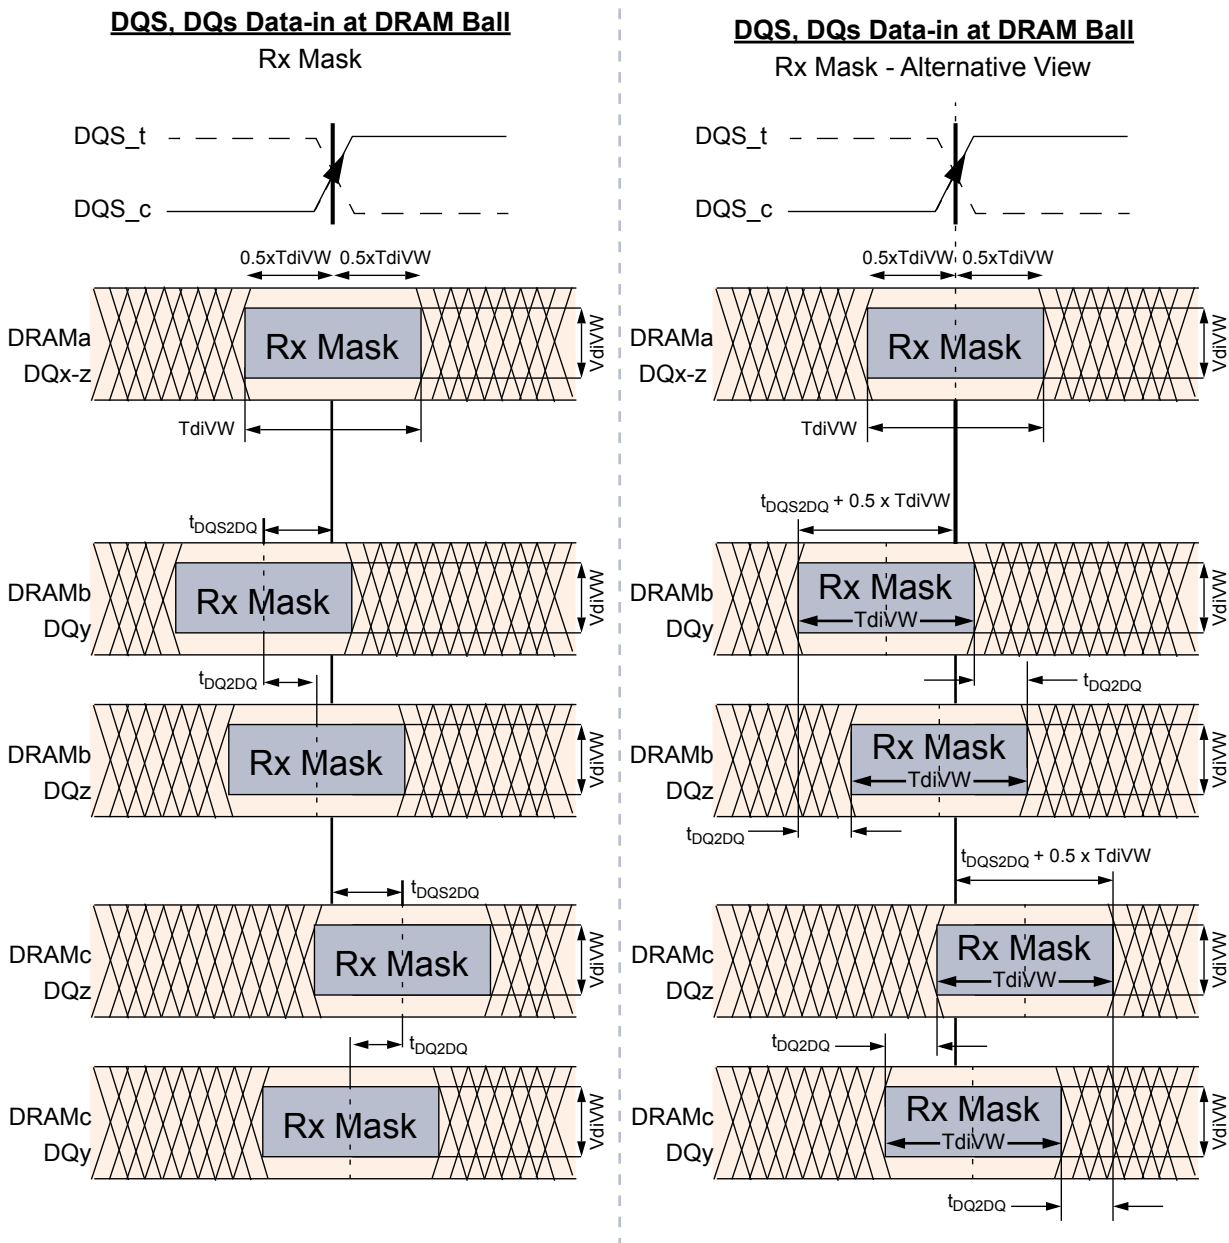 DQS, DQs Data-in at DRAM Ball
Rx Mask
DQS_t
DQS_c
0.5xTdiVW 0.5xTdiVW
DRAMa
DQx-z
Rx Mask
VdiVW
TdiVW
tDQS2DQ
DRAMb
DQy
Rx Mask
VdiVW
tDQ2DQ
DRAMb
DQz
Rx Mask
VdiVW
tDQS2DQ
DRAMc
DQz
Rx Mask
VdiVW
tDQ2DQ
DRAMc
DQy
Rx Mask
VdiVW
DQS, DQs Data-in at DRAM Ball
Rx Mask - Alternative View
DQS_t
DQS_c
0.5xTdiVW 0.5xTdiVW
DRAMa
DQx-z
Rx Mask
VdiVW
TdiVW
tDQS2DQ + 0.5 x TdiVW
DRAMb
DQy
Rx Mask
TdiVW
VdiVW
tDQ2DQ
DRAMb
DQz
Rx Mask
TdiVW
VdiVW
tDQ2DQ
tDQS2DQ + 0.5 x TdiVW
DRAMc
DQz
Rx Mask
TdiVW
VdiVW
tDQ2DQ
DRAMc
DQy
Rx Mask
TdiVW
VdiVW
tDQ2DQ